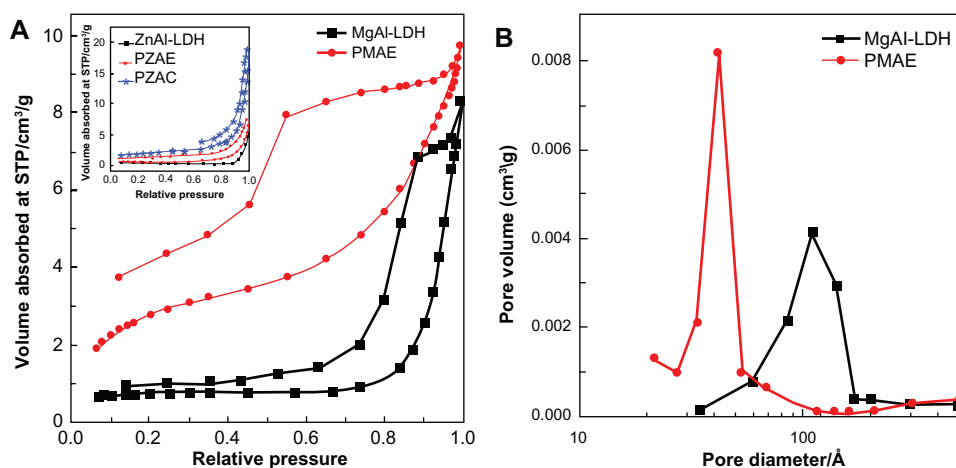 A
Volume absorbed at STP/cm³/g
10
8
6
4
2
0
0.0 0.2 0.4 0.6 0.8 1.0
Relative pressure
MgAl-LDH
PMAE
Volume absorbed at STP/cm³/g
20
15
10
5
0
0.0 0.2 0.4 0.6 0.8 1.0
Relative pressure
ZnAl-LDH
PZAE
PZAC
B
Pore volume (cm³\g)
0.008
0.006
0.004
0.002
0.000
10 100
Pore diameter/Å
MgAl-LDH
PMAE